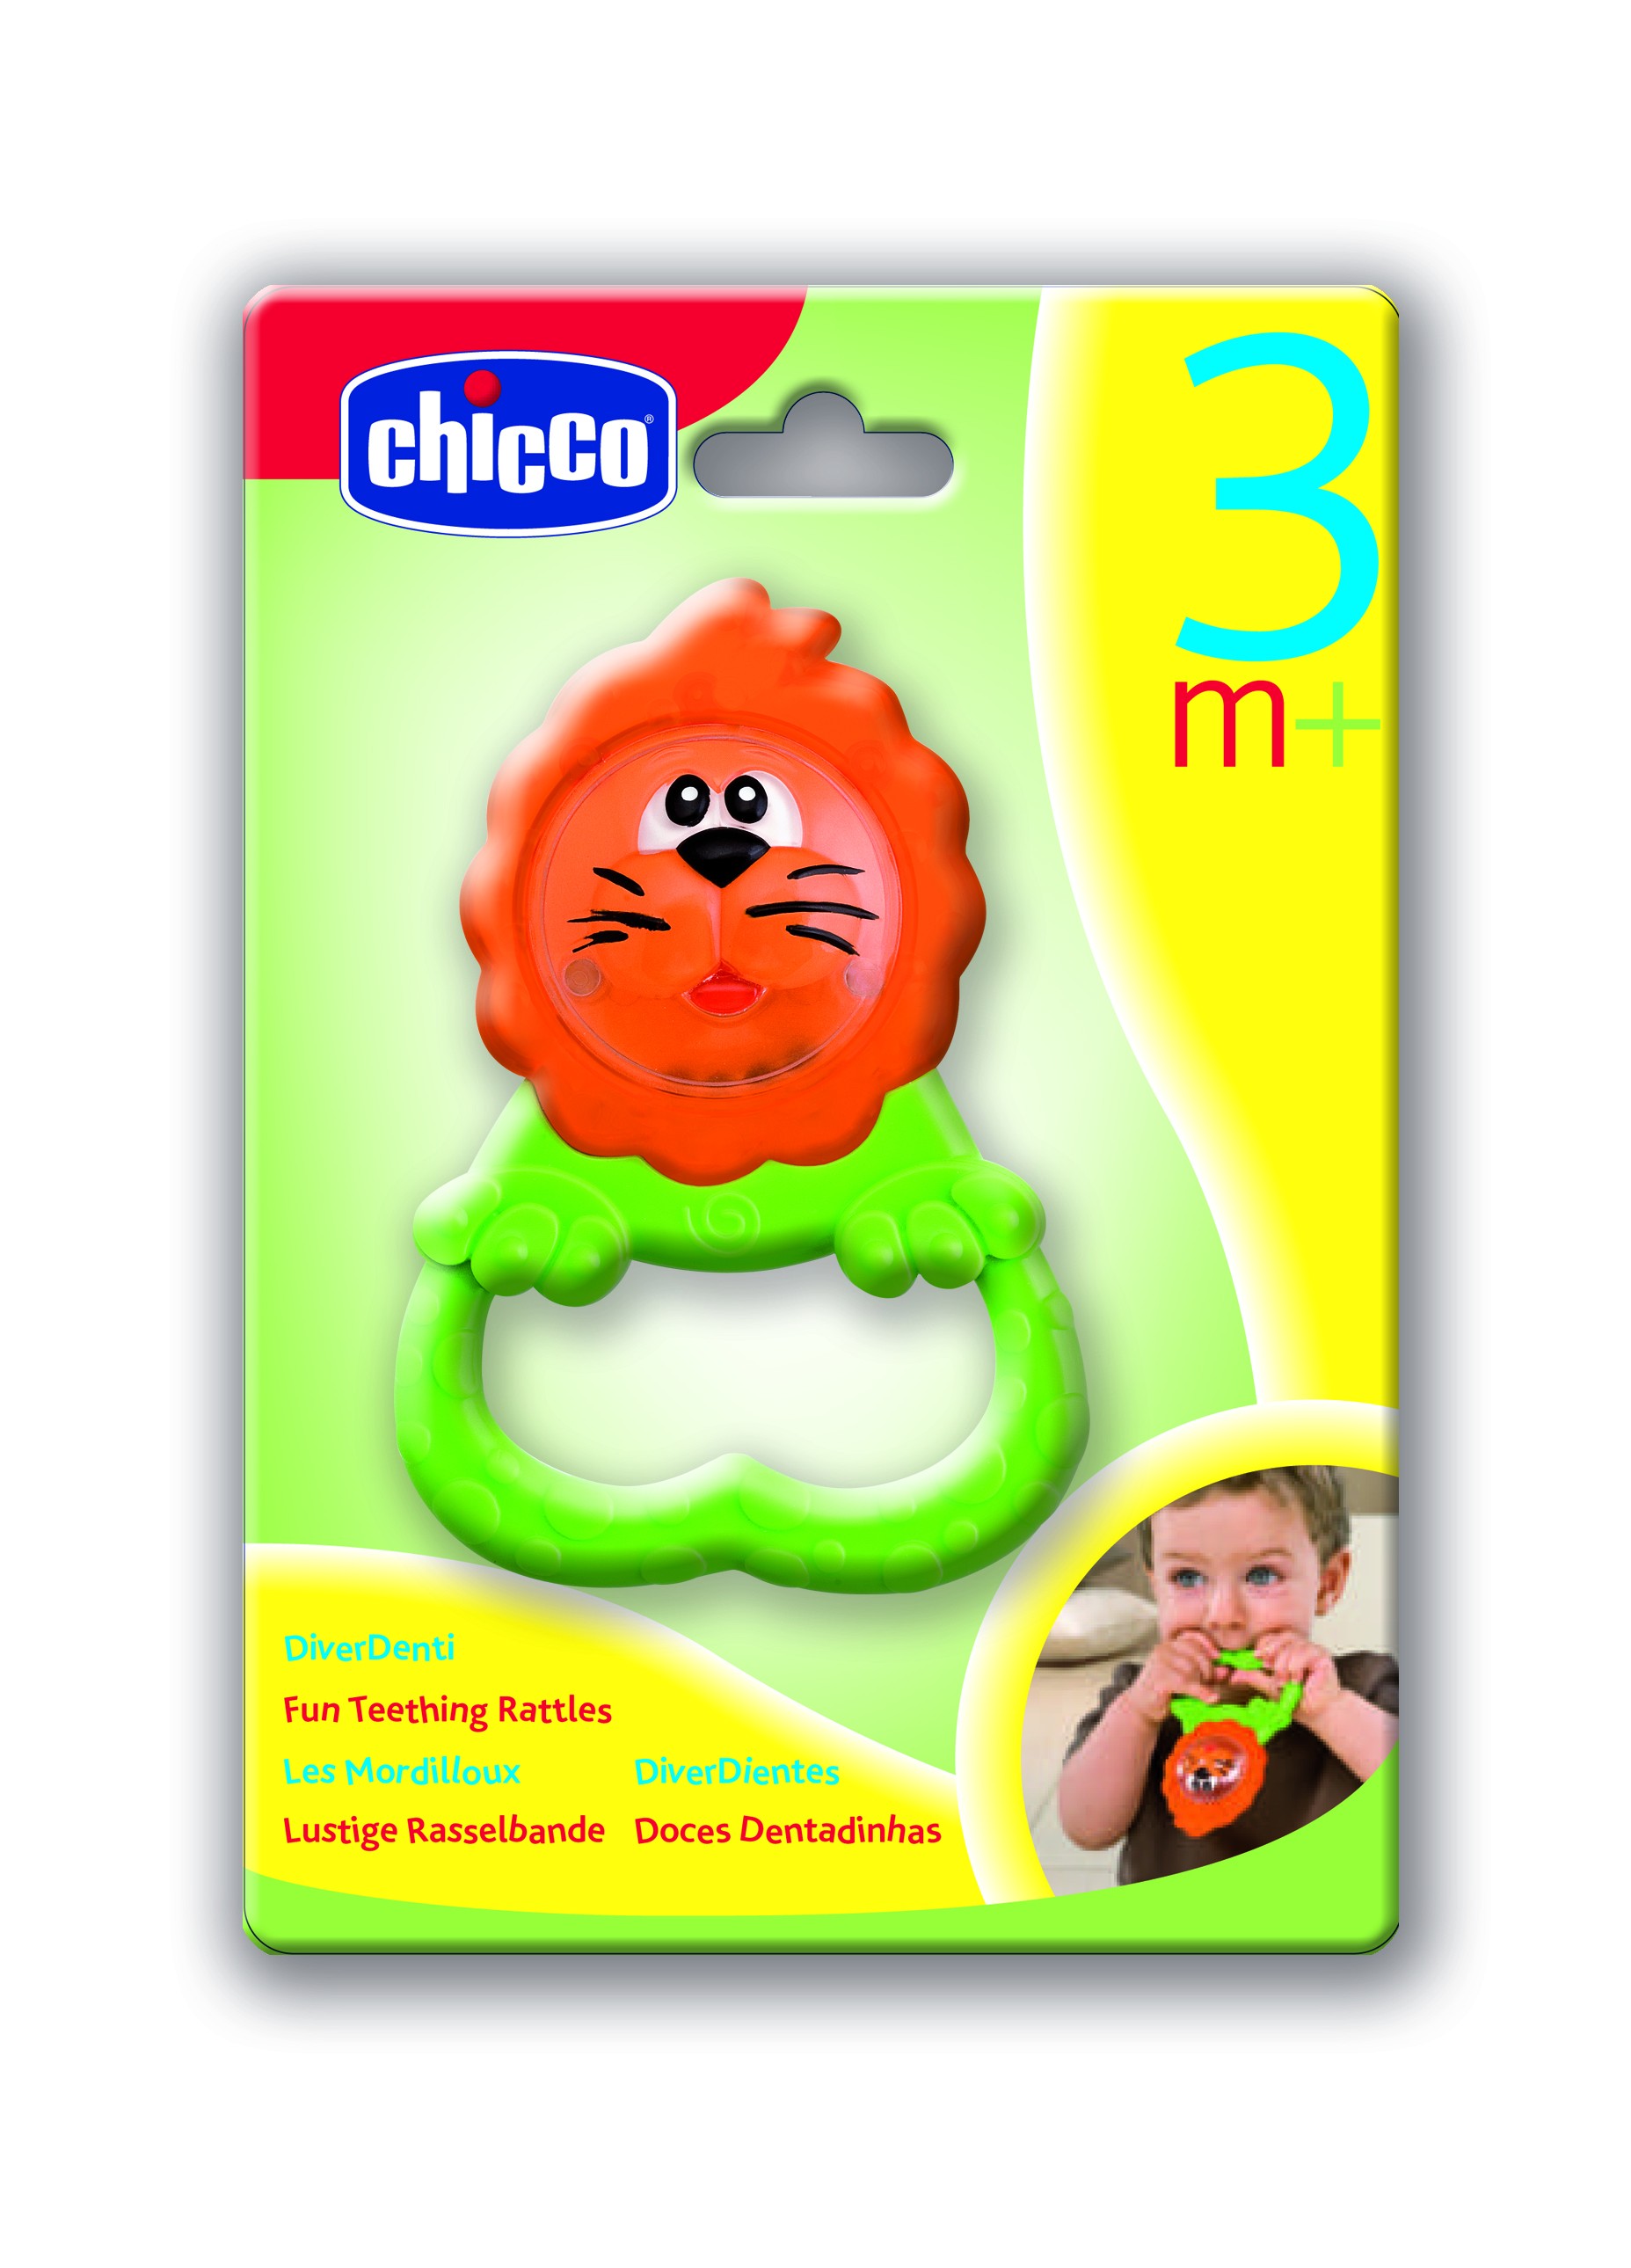 chicco®
3
m+
DiverDenti
Fun Teething Rattles
Les Mordilloux DiverDientes
Lustige Rasselbande Doces Dentadinhas